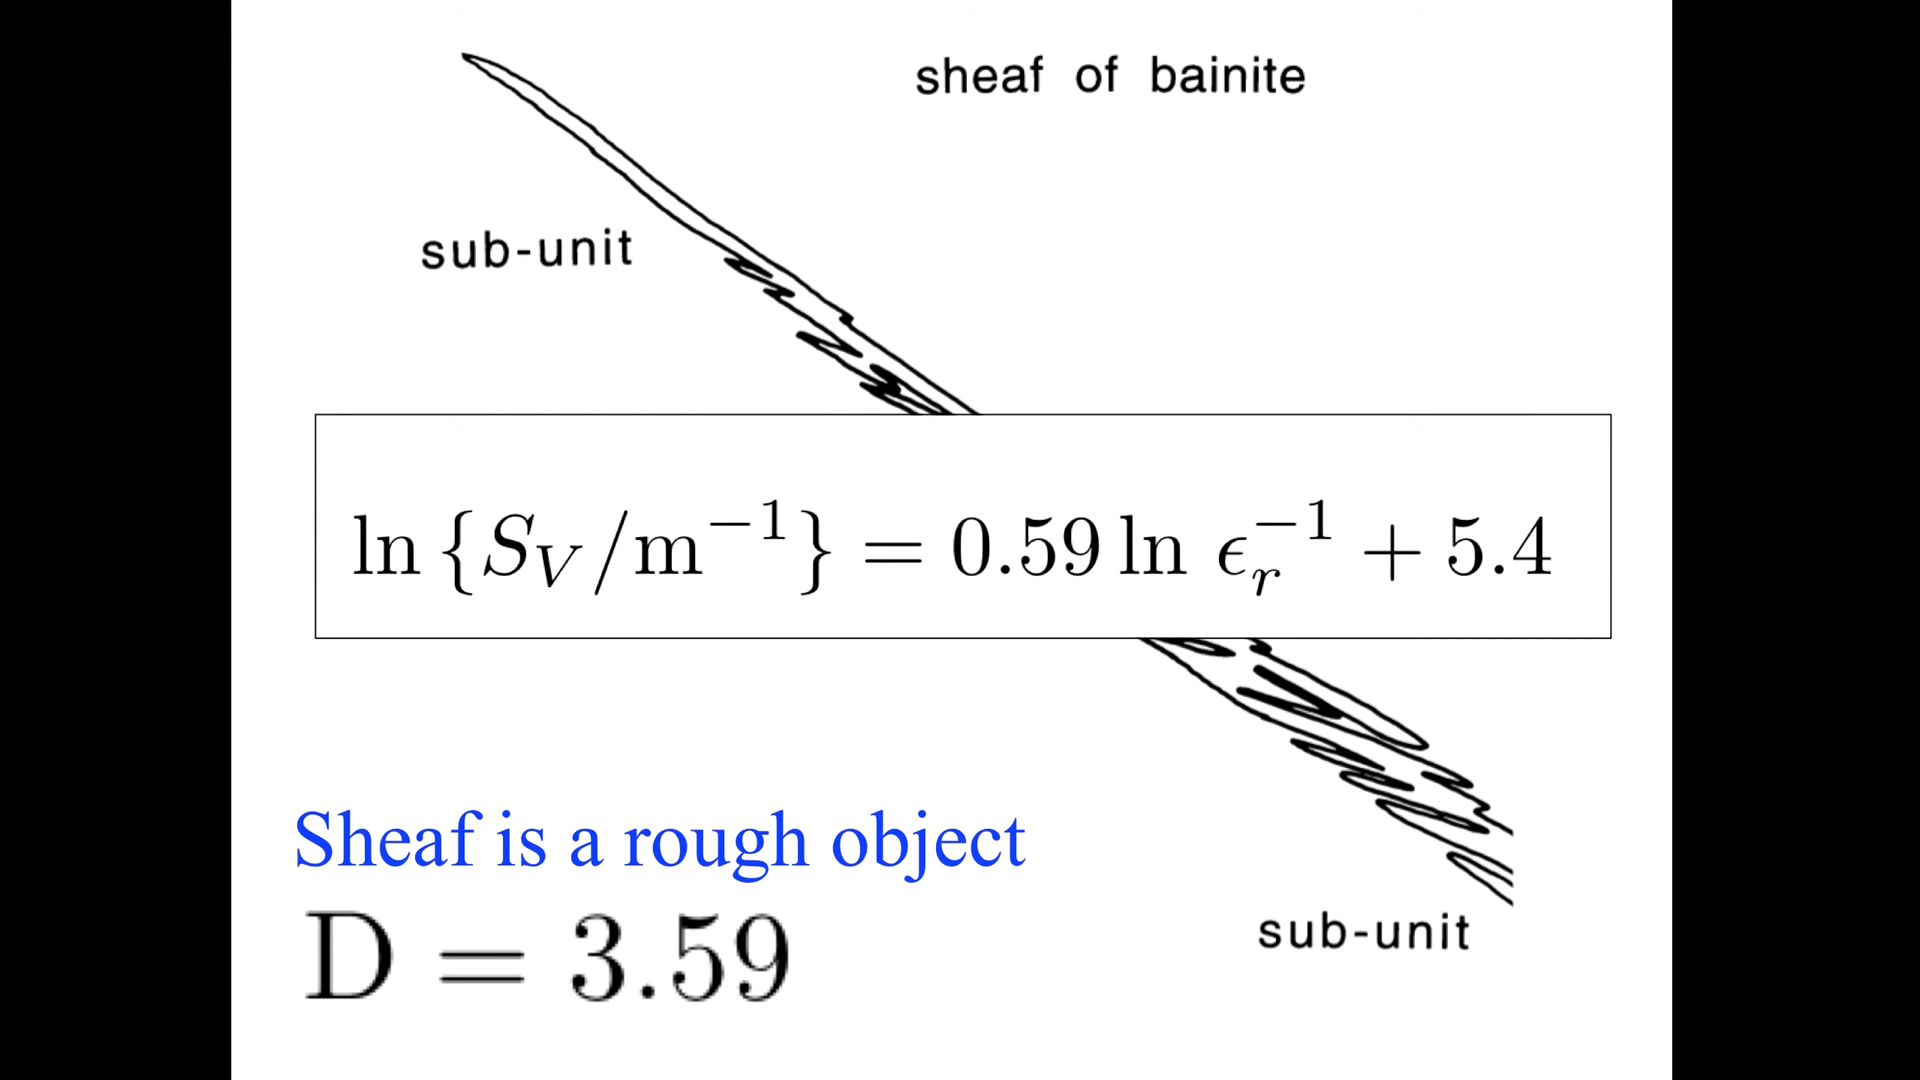 sheaf of bainite
sub-unit
ln {S_V/m^{-1}} = 0.59 ln ϵ_r^{-1} + 5.4
Sheaf is a rough object
D = 3.59
sub-unit